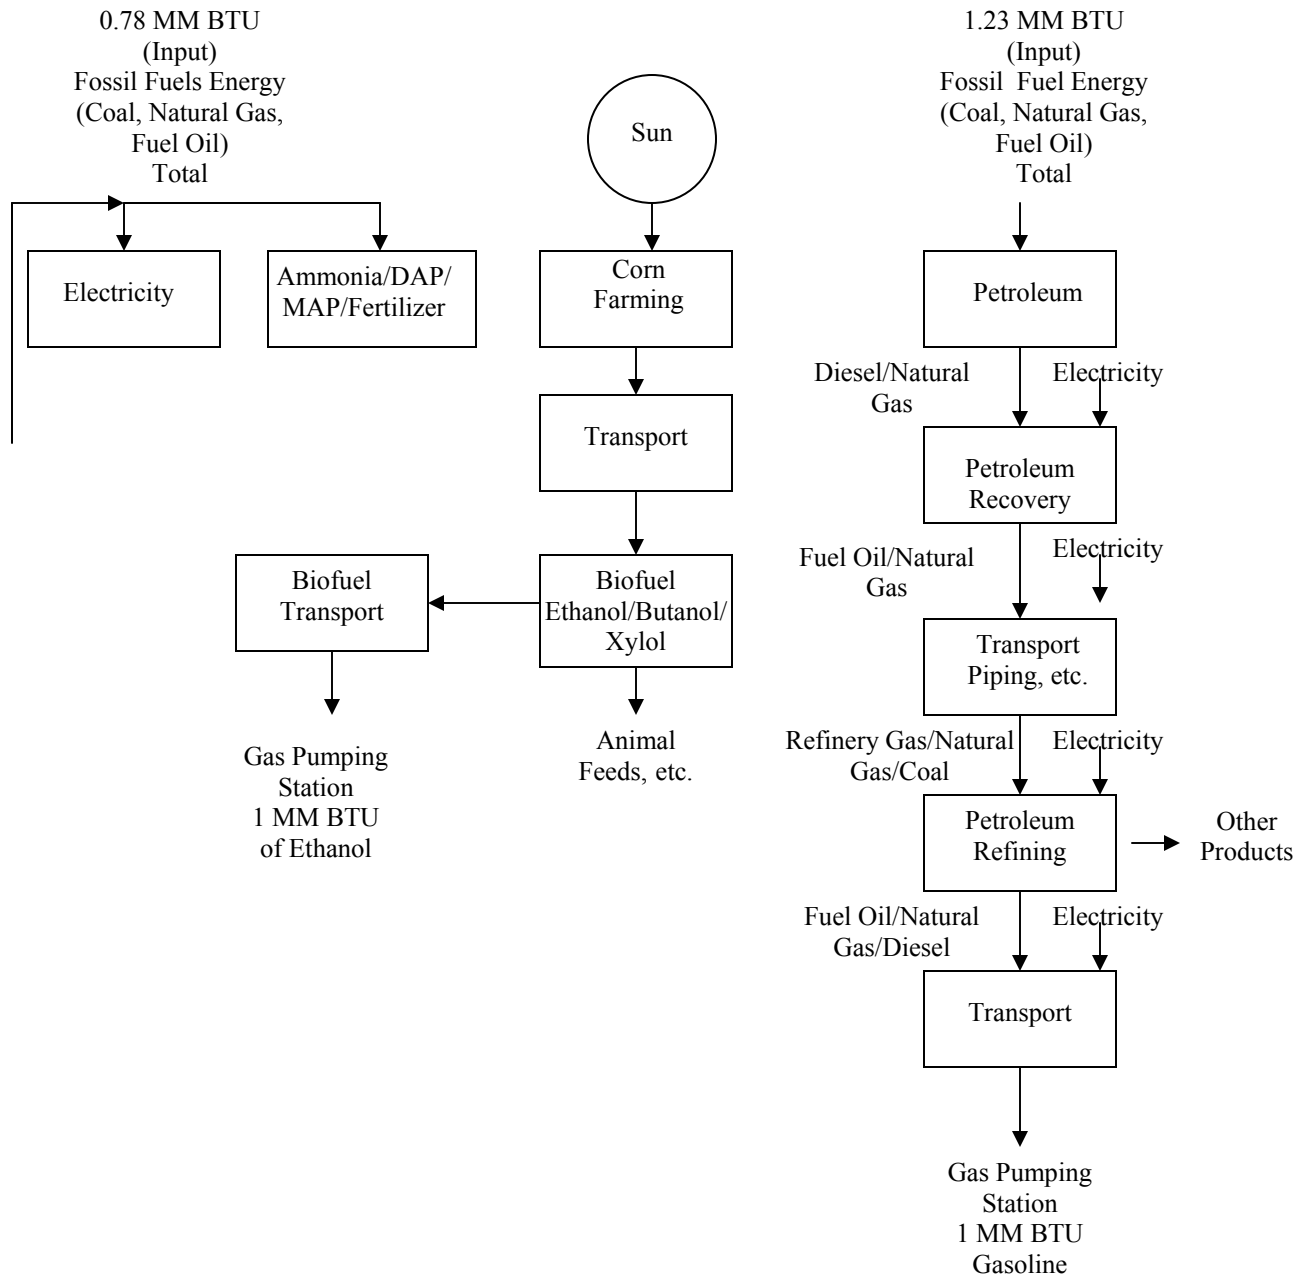 0.78 MM BTU
(Input)
Fossil Fuels Energy
(Coal, Natural Gas,
Fuel Oil)
Total
Electricity
Ammonia/DAP/
MAP/Fertilizer
Sun
Corn
Farming
Transport
Biofuel
Ethanol/Butanol/
Xylol
Biofuel
Transport
Gas Pumping
Station
1 MM BTU
of Ethanol
Animal
Feeds, etc.
1.23 MM BTU
(Input)
Fossil Fuel Energy
(Coal, Natural Gas,
Fuel Oil)
Total
Petroleum
Diesel/Natural
Gas
Electricity
Petroleum
Recovery
Fuel Oil/Natural
Gas
Electricity
Transport
Piping, etc.
Refinery Gas/Natural
Gas/Coal
Electricity
Petroleum
Refining
Other
Products
Fuel Oil/Natural
Gas/Diesel
Electricity
Transport
Gas Pumping
Station
1 MM BTU
Gasoline